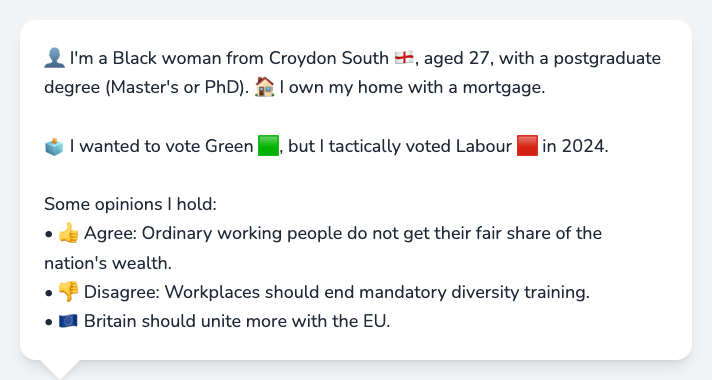 👤 I'm a Black woman from Croydon South 🏴󠁧󠁢󠁥󠁮󠁧󠁿, aged 27, with a postgraduate
degree (Master's or PhD). 🏠 I own my home with a mortgage.
🗳️ I wanted to vote Green 🟩, but I tactically voted Labour 🟥 in 2024.
Some opinions I hold:
• 👍 Agree: Ordinary working people do not get their fair share of the
nation's wealth.
• 👎 Disagree: Workplaces should end mandatory diversity training.
• 🇪🇺 Britain should unite more with the EU.